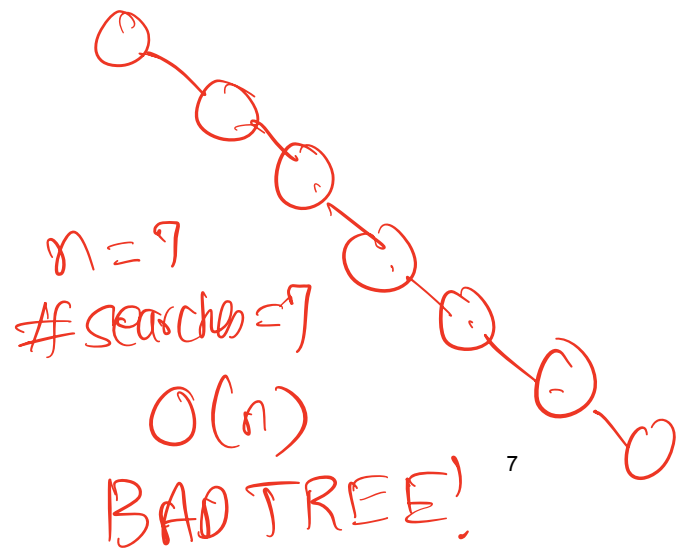 n = 7
# searches = 7
O(n)
7
BAD TREE!